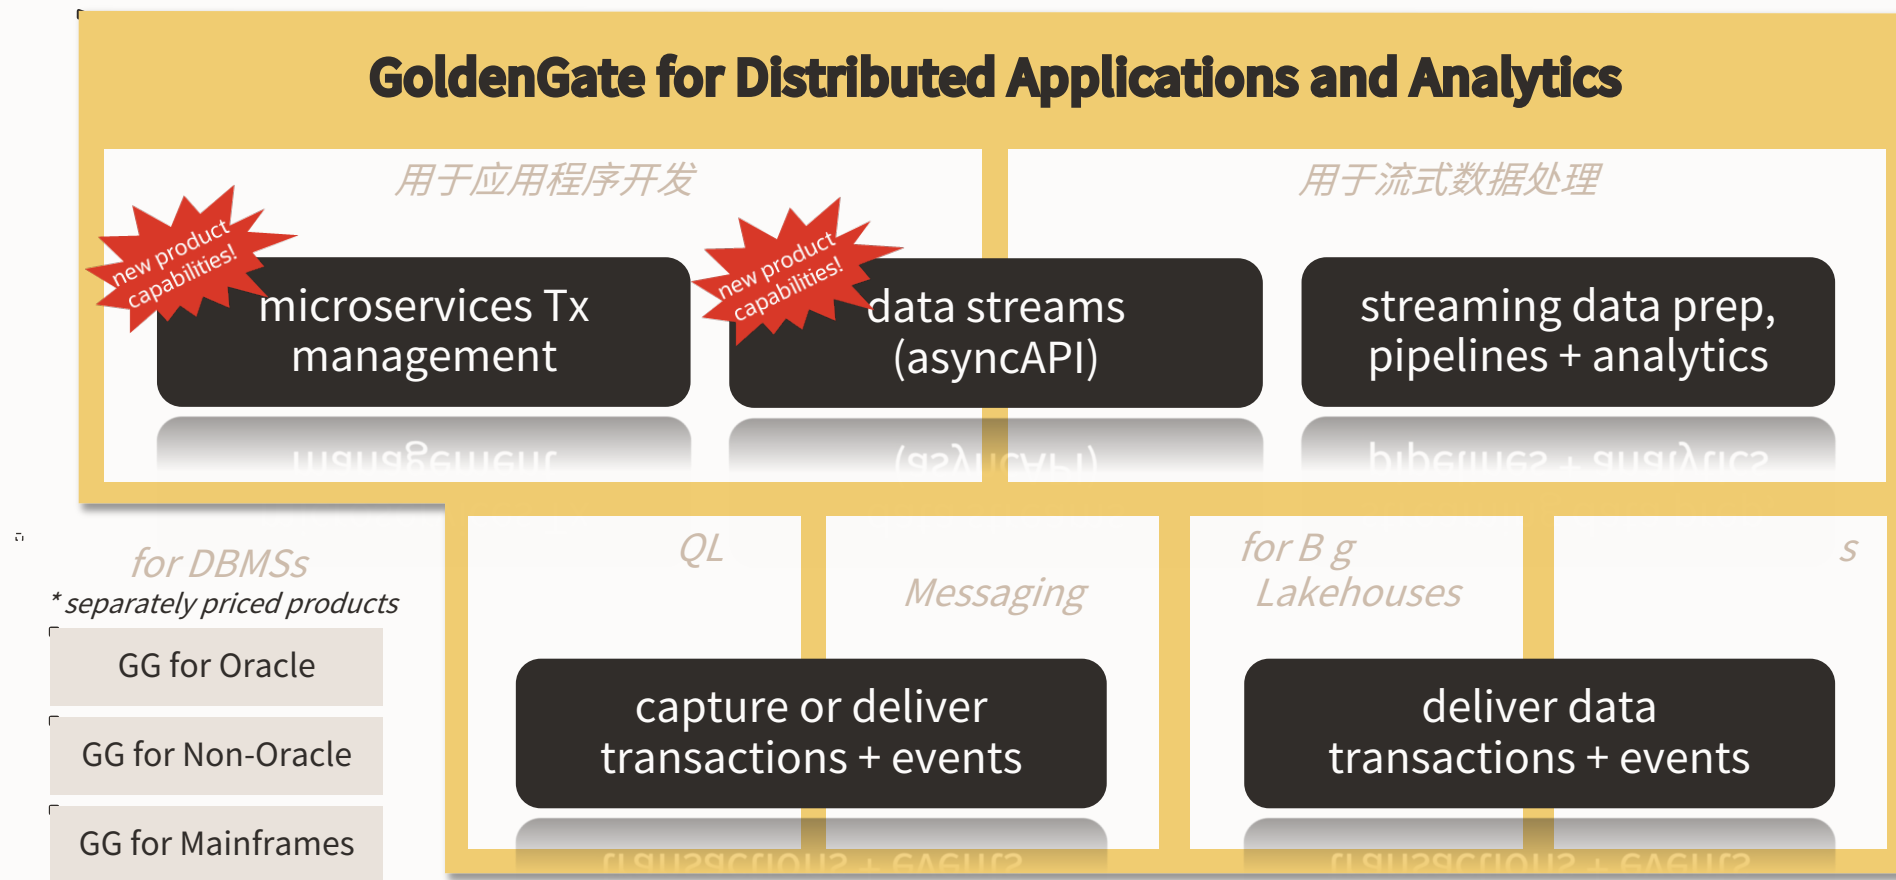 GoldenGate for Distributed Applications and Analytics
用于应用程序开发
用于流式数据处理
new product
capabilities!
microservices Tx
management
new product
capabilities!
data streams
(asyncAPI)
streaming data prep,
pipelines + analytics
for DBMSs
* separately priced products
GG for Oracle
GG for Non-Oracle
GG for Mainframes
QL
Messaging
for B g
Lakehouses
s
capture or deliver
transactions + events
deliver data
transactions + events